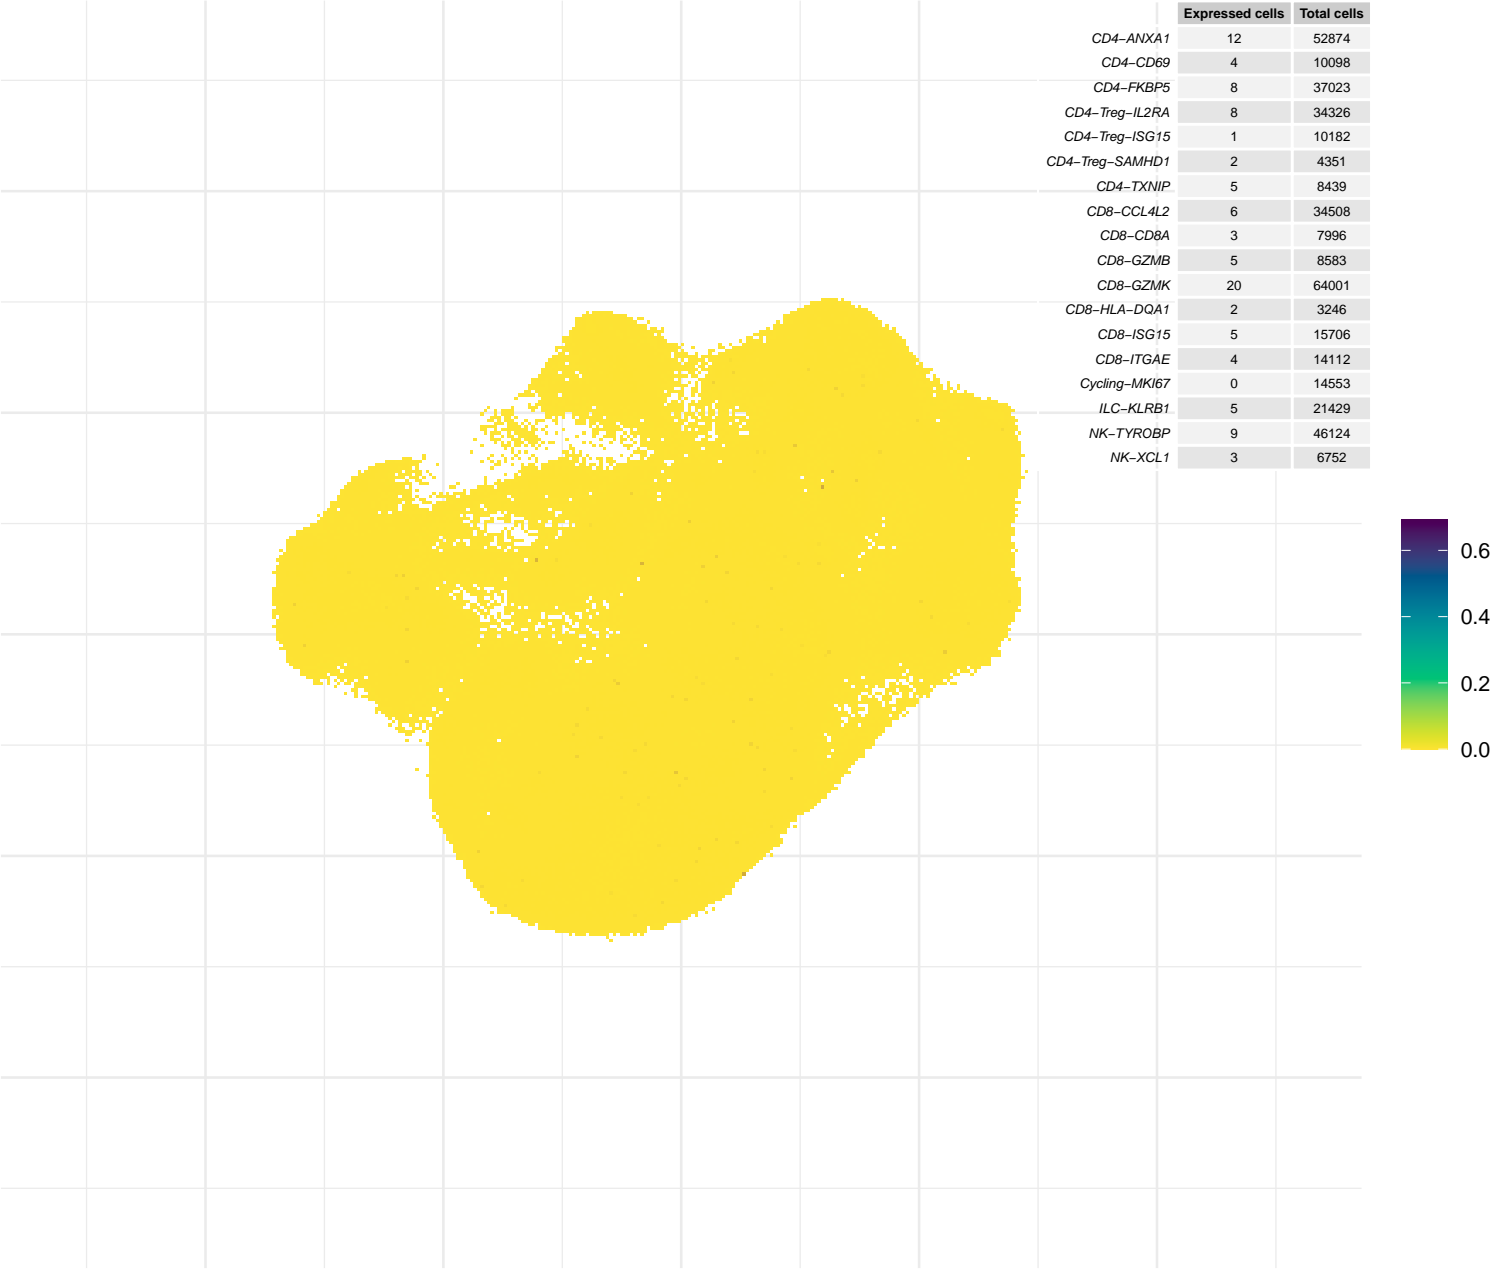 Expressed cells Total cells
CD4−ANXA1 12 52874
CD4−CD69 4 10098
CD4−FKBP5 8 37023
CD4−Treg−IL2RA 8 34326
CD4−Treg−ISG15 1 10182
CD4−Treg−SAMHD1 2 4351
CD4−TXNIP 5 8439
CD8−CCL4L2 6 34508
CD8−CD8A 3 7996
CD8−GZMB 5 8583
CD8−GZMK 20 64001
CD8−HLA−DQA1 2 3246
CD8−ISG15 5 15706
CD8−ITGAE 4 14112
Cycling−MKI67 0 14553
ILC−KLRB1 5 21429
NK−TYROBP 9 46124
NK−XCL1 3 6752
0.6
0.4
0.2
0.0